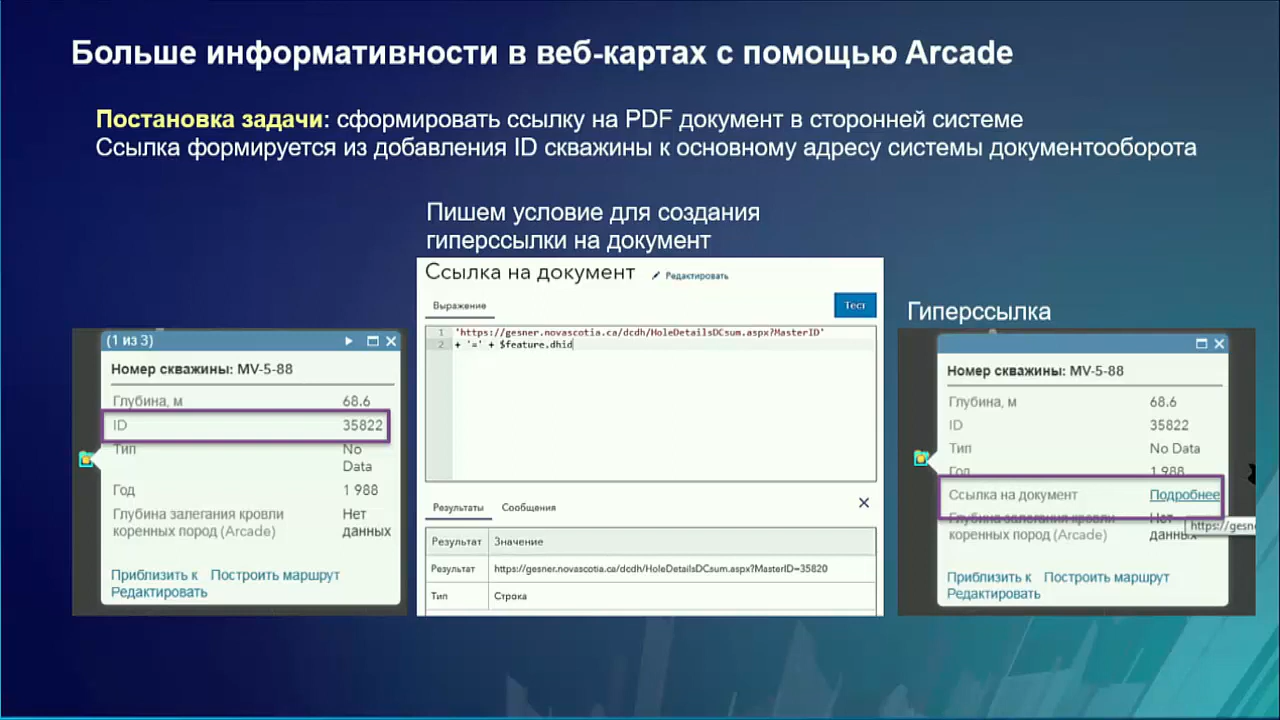 Больше информативности в веб-картах с помощью Arcade
Постановка задачи: сформировать ссылку на PDF документ в сторонней системе
Ссылка формируется из добавления ID скважины к основному адресу системы документооборота
Пишем условие для создания
гиперссылки на документ
Ссылка на документ Редактировать
Выражение Тест
1 'https://gesner.novascotia.ca/dcdh/HoleDetailsDCsum.aspx?MasterID'
2 + '=' + $feature.dhid
Результаты Сообщения
Результат Значение
Результат https://gesner.novascotia.ca/dcdh/HoleDetailsDCsum.aspx?MasterID=35820
Тип Строка
(1 из 3)
Номер скважины: MV-5-88
Глубина, м 68.6
ID 35822
Тип No
Data
Год 1 988
Глубина залегания кровли Нет
коренных пород (Arcade) данных
Приблизить к Построить маршрут
Редактировать
Гиперссылка
Номер скважины: MV-5-88
Глубина, м 68.6
ID 35822
Тип No Data
Год 1 988
Ссылка на документ Подробнее
Глубина залегания кровли Нет
https://gesn
коренных пород (Arcade) данных
Приблизить к Построить маршрут
Редактировать